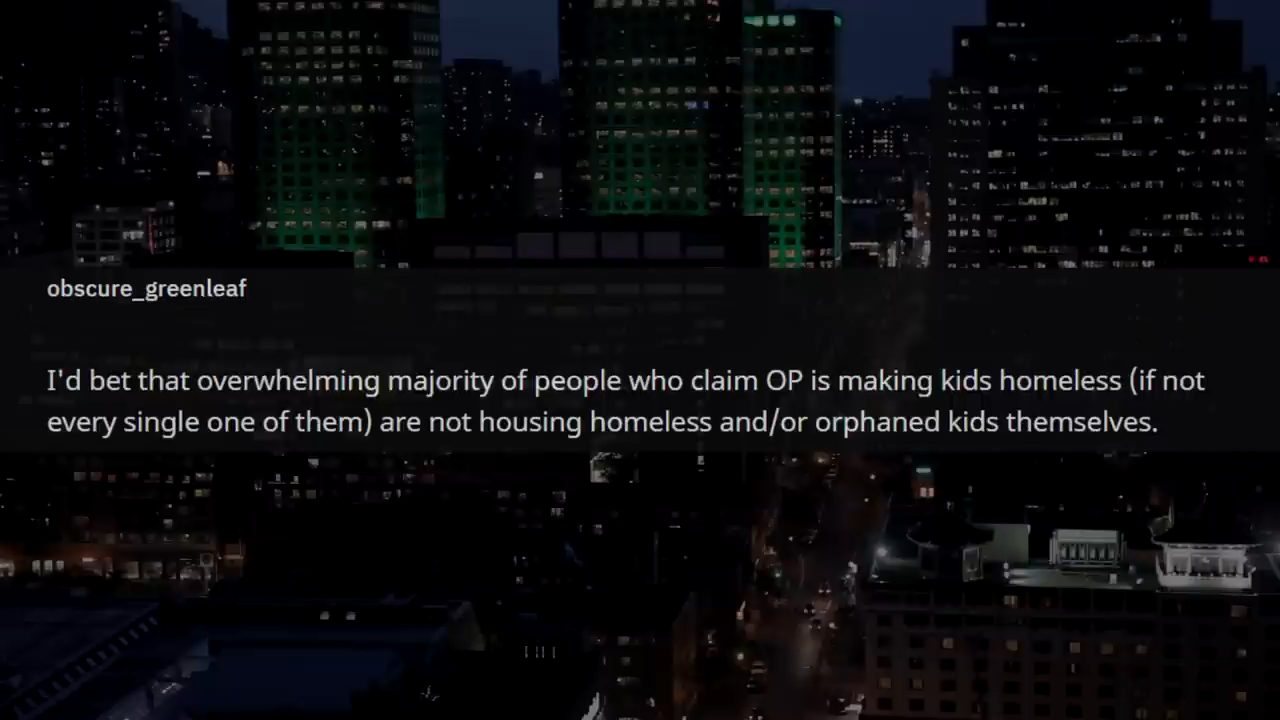 obscure_greenleaf
I'd bet that overwhelming majority of people who claim OP is making kids homeless (if not
every single one of them) are not housing homeless and/or orphaned kids themselves.